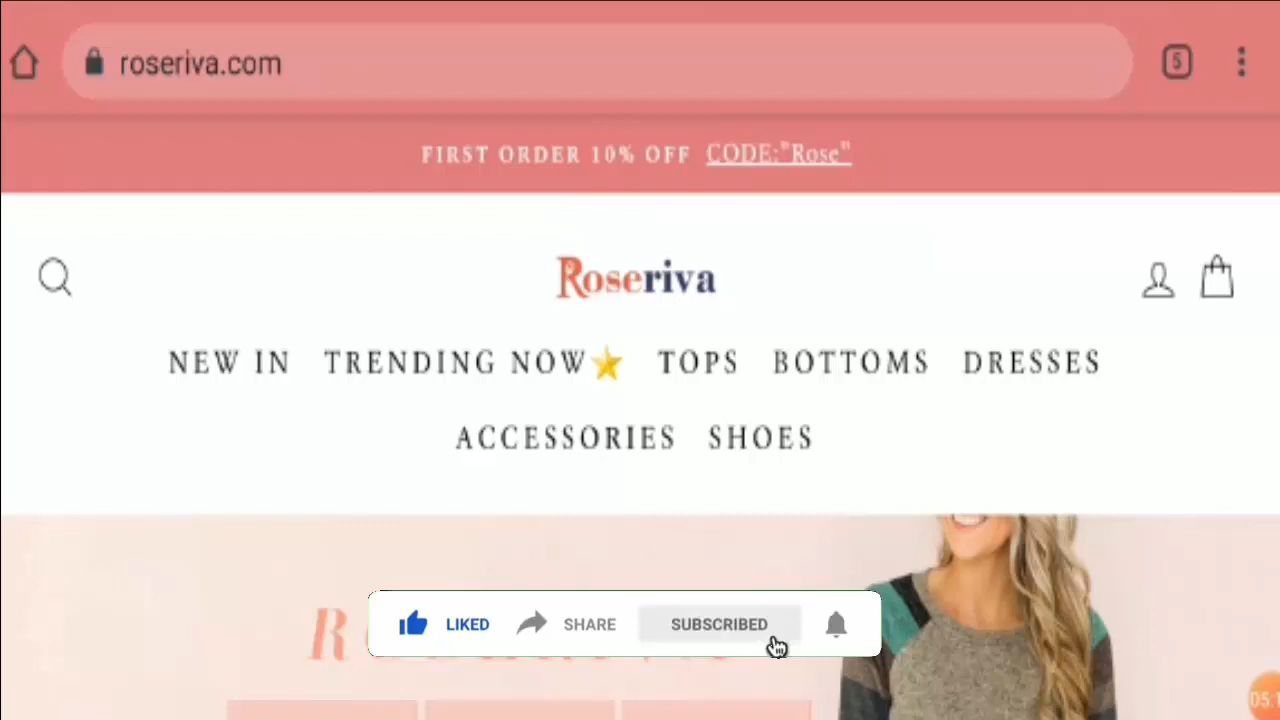 roseriva.com
5
FIRST ORDER 10% OFF CODE:"Rose"
Roseriva
NEW IN TRENDING NOW⭐ TOPS BOTTOMS DRESSES
ACCESSORIES SHOES
LIKED SHARE SUBSCRIBED